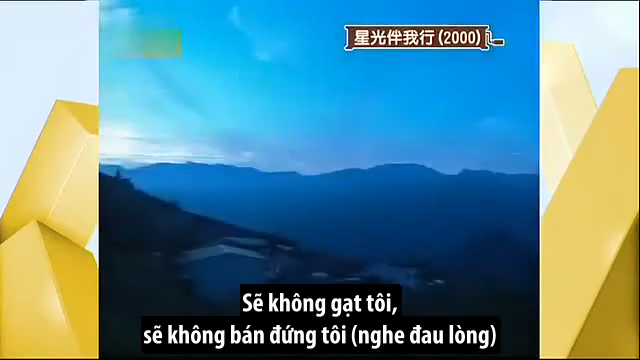 星光伴我行(2000)
Sẽ không gạt tôi,
sẽ không bán đứng tôi (nghe đau lòng)